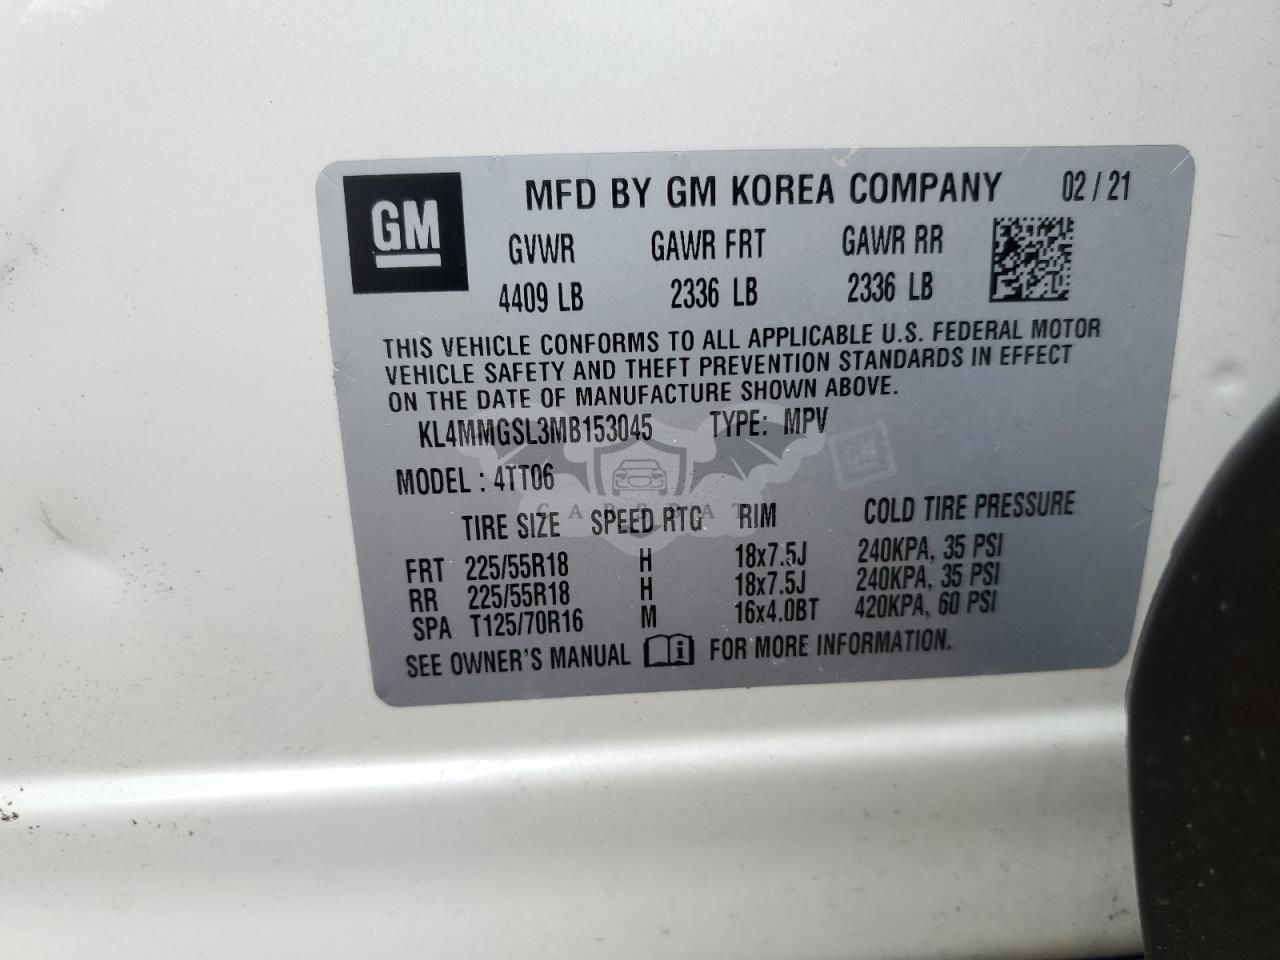 GM MFD BY GM KOREA COMPANY 02 / 21
GVWR GAWR FRT GAWR RR
4409 LB 2336 LB 2336 LB
THIS VEHICLE CONFORMS TO ALL APPLICABLE U.S. FEDERAL MOTOR
VEHICLE SAFETY AND THEFT PREVENTION STANDARDS IN EFFECT
ON THE DATE OF MANUFACTURE SHOWN ABOVE.
KL4MMGSL3MB153045 TYPE: MPV
GM
MODEL : 4TT06
CARSPAT
TIRE SIZE SPEED RTG RIM COLD TIRE PRESSURE
FRT 225/55R18 H 18x7.5J 240KPA, 35 PSI
RR 225/55R18 H 18x7.5J 240KPA, 35 PSI
SPA T125/70R16 M 16x4.0BT 420KPA, 60 PSI
SEE OWNER'S MANUAL i FOR MORE INFORMATION.